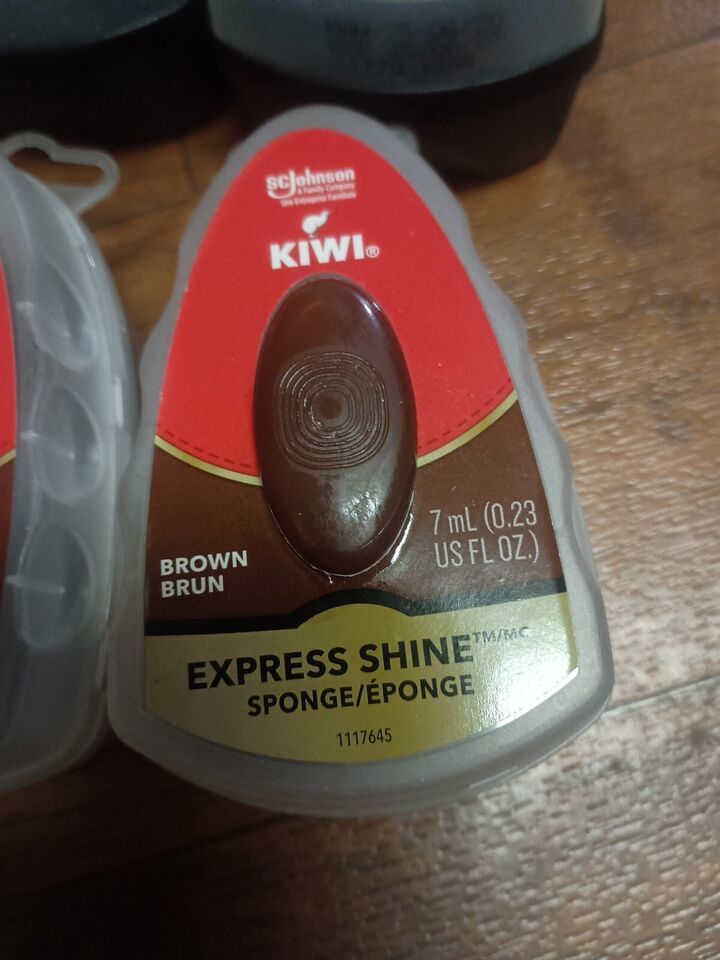 SCJohnson
A Family Company
Une Entreprise Familiale
KIWI®
7 mL (0.23
US FL OZ.)
BROWN
BRUN
EXPRESS SHINE™/MC
SPONGE/ÉPONGE
1117645